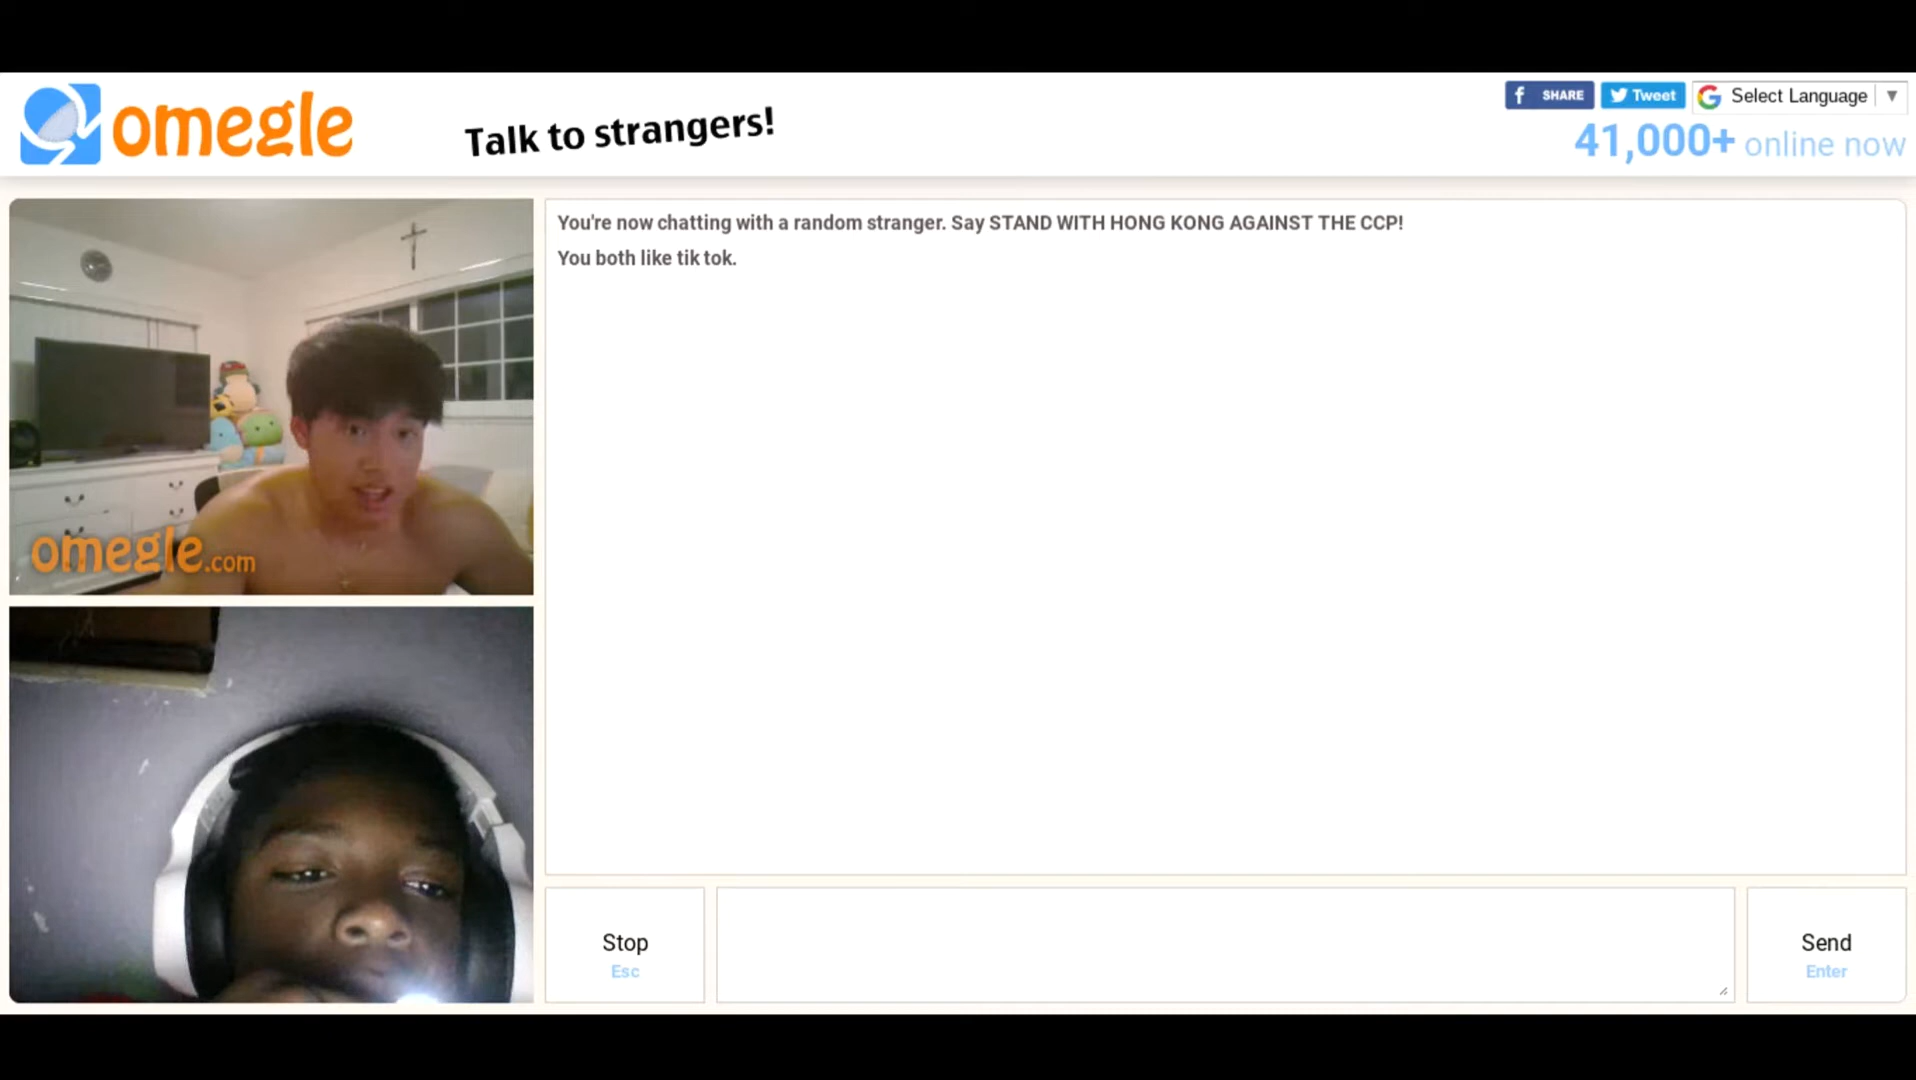 omegle
Talk to strangers!
f SHARE
Tweet
G Select Language ▼
41,000+ online now
You're now chatting with a random stranger. Say STAND WITH HONG KONG AGAINST THE CCP!
You both like tik tok.
omegle.com
Stop
Esc
Send
Enter